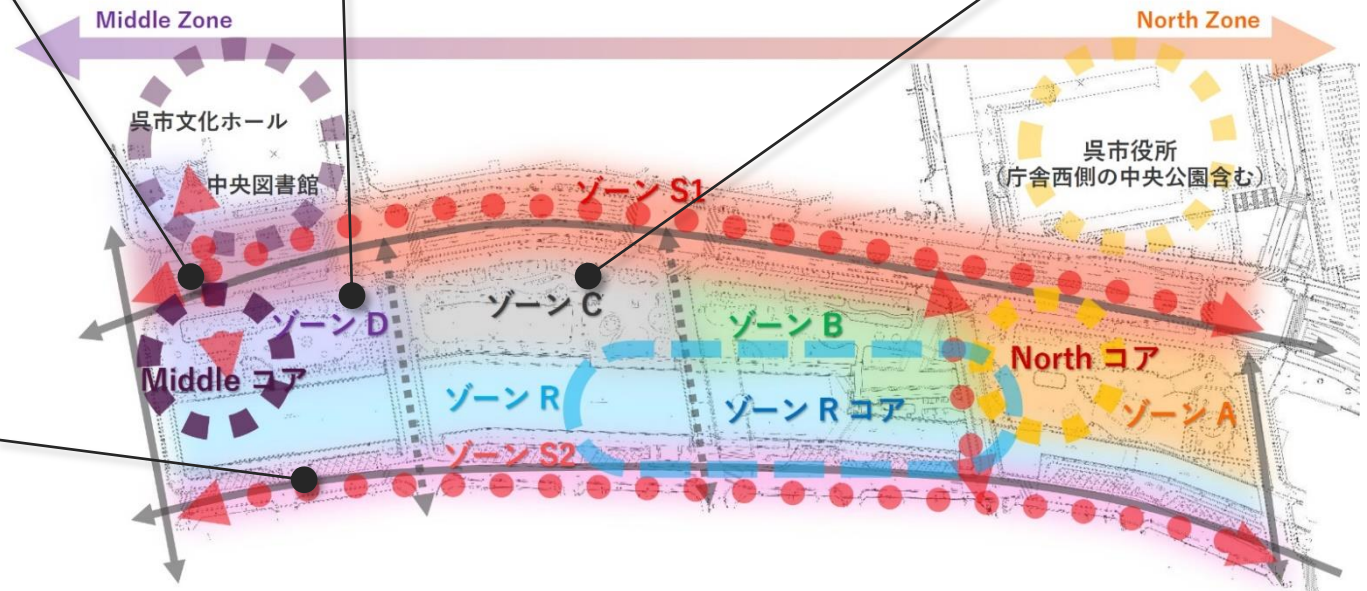 Middle Zone
North Zone
呉市文化ホール
中央図書館
呉市役所
（庁舎西側の中央公園含む）
ゾーン S1
ゾーン D
ゾーン C
ゾーン B
North コア
Middle コア
ゾーン R
ゾーン R コア
ゾーン A
ゾーン S2